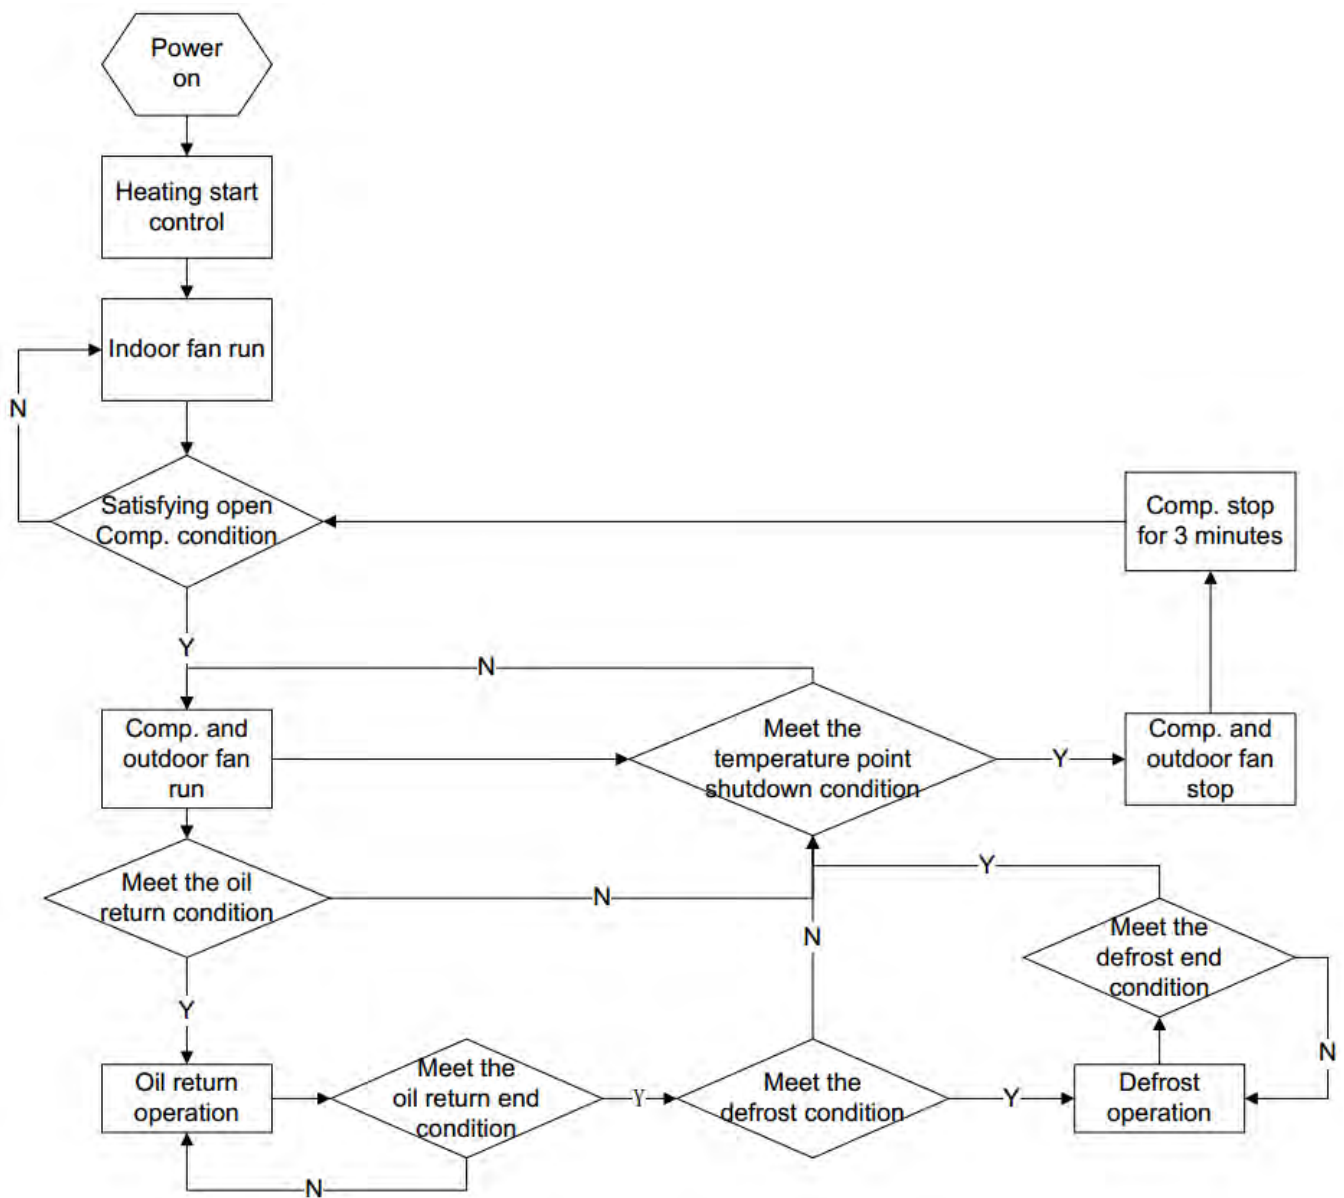 Power
on
Heating start
control
Indoor fan run
N
Satisfying open
Comp. condition
Comp. stop
for 3 minutes
Y
N
Comp. and
outdoor fan
run
Meet the
temperature point
shutdown condition
Y
Comp. and
outdoor fan
stop
Meet the oil
return condition
N
Y
N
Meet the
defrost end
condition
Y
N
Oil return
operation
Meet the
oil return end
condition
Y
Meet the
defrost condition
Y
Defrost
operation
N